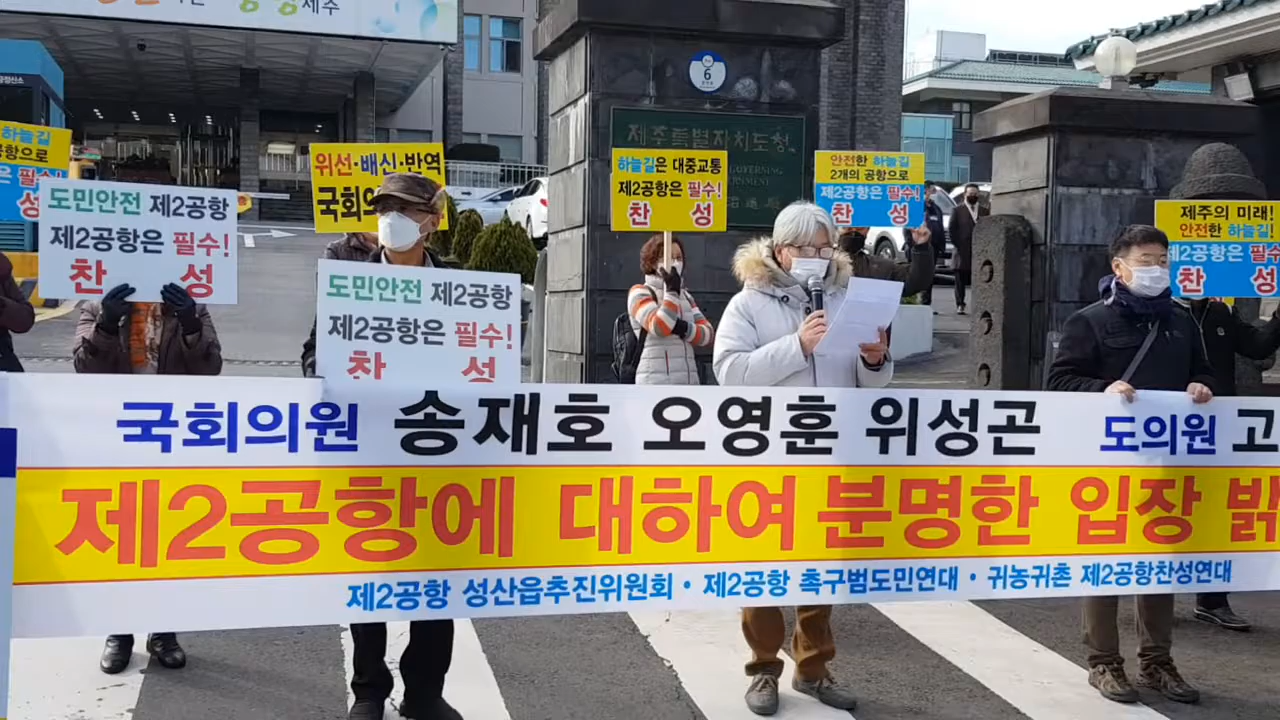 제주
하늘길
공항으로
도민안전 제2공항
제2공항은 필수!
찬 성
위선·배신·반역
국회의
도민안전 제2공항
제2공항은 필수!
찬 성
6
제주특별자치도청
하늘길은 대중교통
제2공항은 필수!
찬 성
안전한 하늘길
2개의 공항으로
제2공항은 필수!
찬 성
제주의 미래!
안전한 하늘길!
제2공항은 필수
찬 성
국회의원 송재호 오영훈 위성곤 도의원 고
제2공항에 대하여 분명한 입장 밝
제2공항 성산읍추진위원회 · 제2공항 촉구범도민연대 · 귀농귀촌 제2공항찬성연대